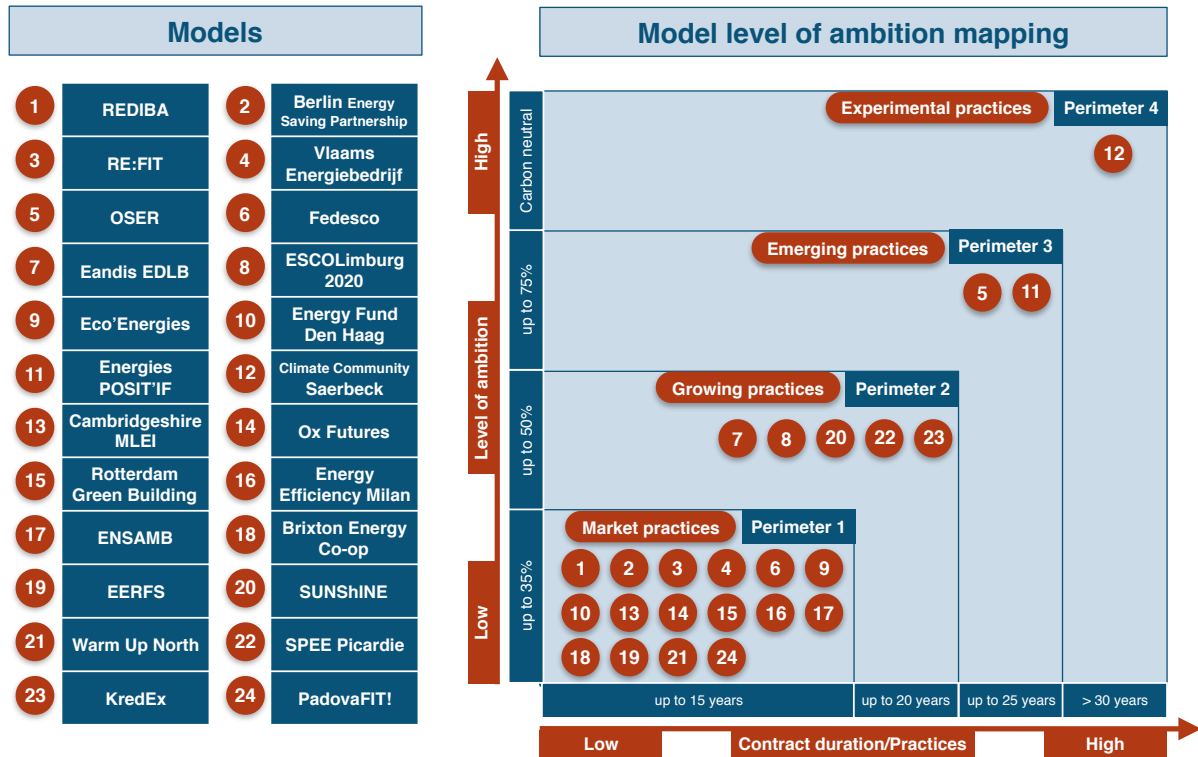 Models
1
REDIBA
2
Berlin Energy
Saving Partnership
3
RE:FIT
4
Vlaams
Energiebedrijf
5
OSER
6
Fedesco
7
Eandis EDLB
8
ESCOLimburg
2020
9
Eco’Energies
10
Energy Fund
Den Haag
11
Energies
POSIT’IF
12
Climate Community
Saerbeck
13
Cambridgeshire
MLEI
14
Ox Futures
15
Rotterdam
Green Building
16
Energy
Efficiency Milan
17
ENSAMB
18
Brixton Energy
Co-op
19
EERFS
20
SUNShINE
21
Warm Up North
22
SPEE Picardie
23
KredEx
24
PadovaFIT!
Model level of ambition mapping
High
Level of ambition
Low
Carbon neutral
Experimental practices
Perimeter 4
12
up to 75%
Emerging practices
Perimeter 3
5 11
up to 50%
Growing practices
Perimeter 2
7 8 20 22 23
up to 35%
Market practices
Perimeter 1
1 2 3 4 6 9
10 13 14 15 16 17
18 19 21 24
up to 15 years
up to 20 years
up to 25 years
> 30 years
Low
Contract duration/Practices
High